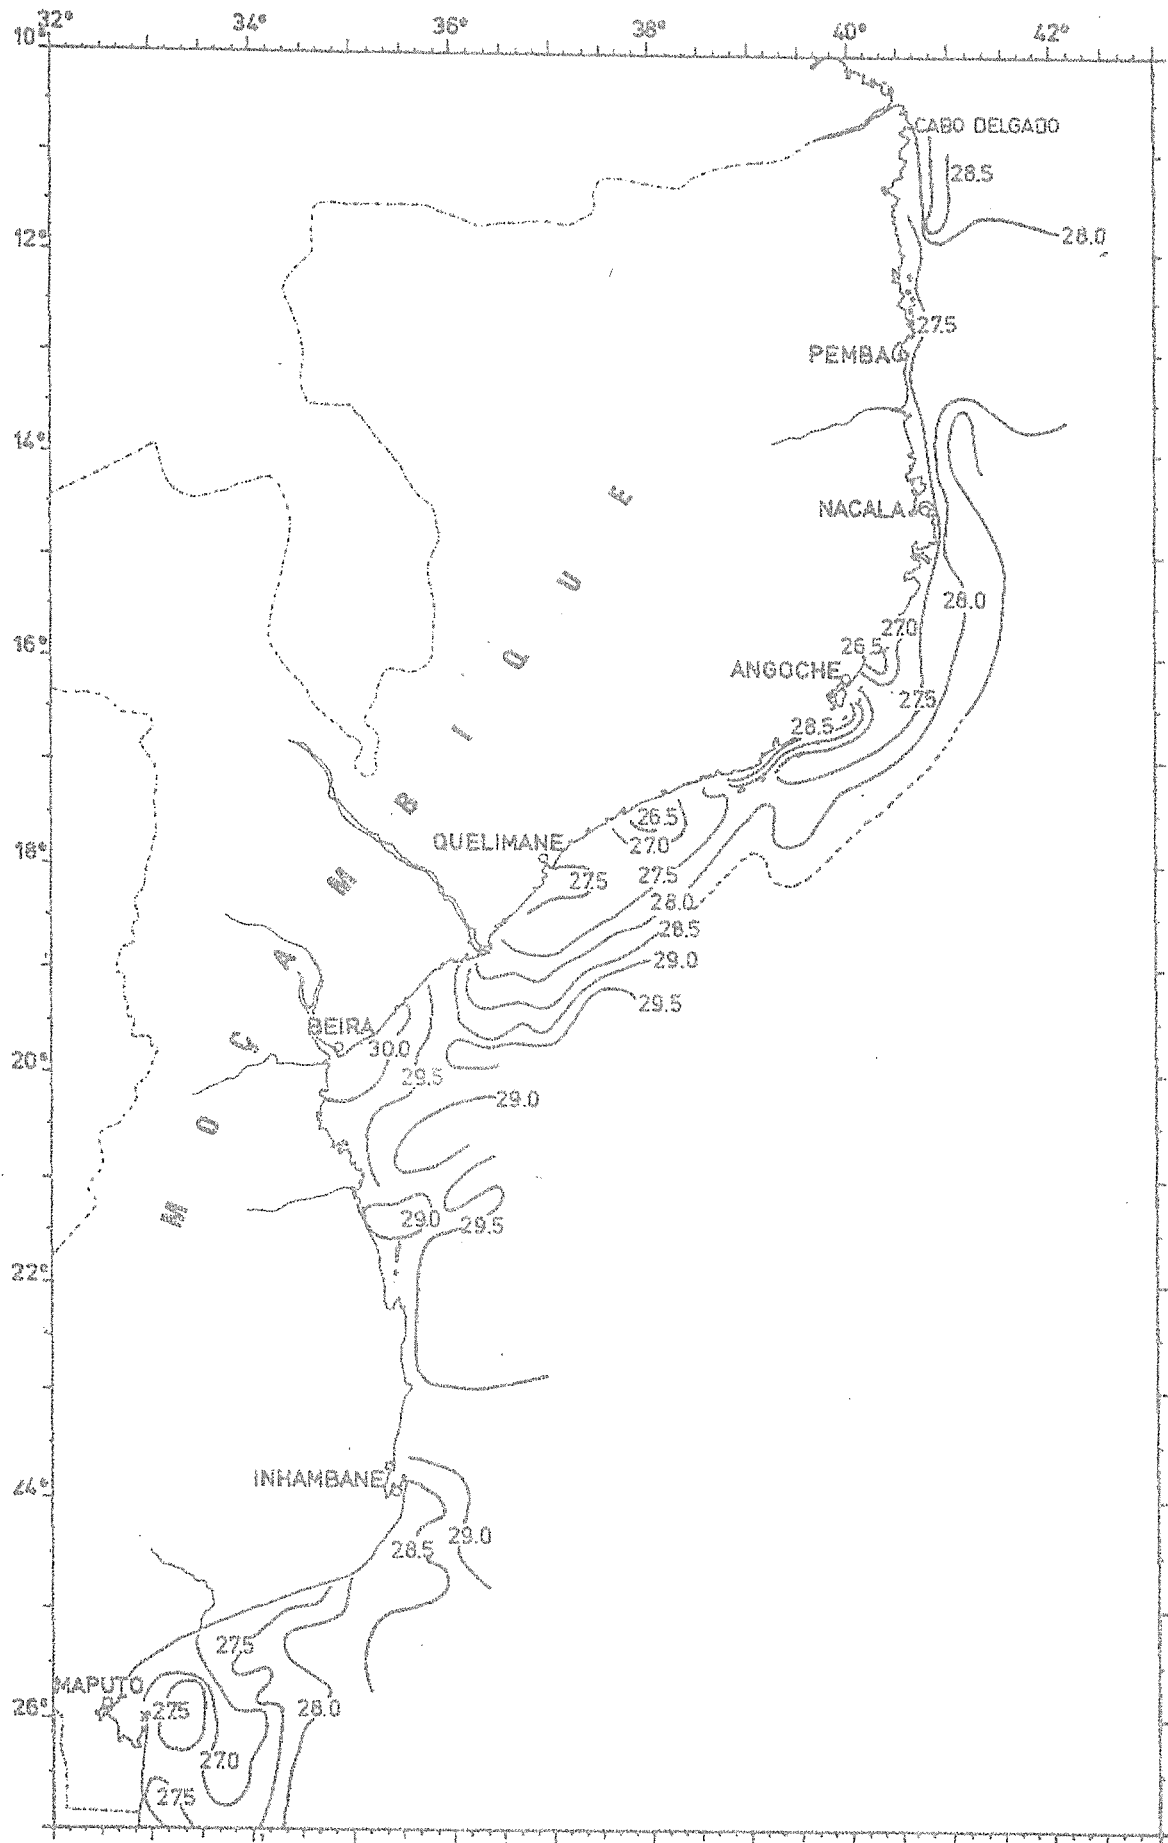 32° 34° 36° 38° 40° 42°
10°
CABO DELGADO
28.5
12°
28.0
27.5
PEMBA
14°
E
NACALA
U
28.0
27.0
16°
26.5
Q
ANGOCHE
27.5
28.5
I
B
26.5
QUELIMANE
27.0
18°
27.5
27.5
M
28.0
28.5
A
29.0
29.5
BEIRA
Ç
30.0
20°
29.5
29.0
O
M
29.0
29.5
22°
INHAMBANE
24°
29.0
28.5
27.5
MAPUTO
26°
27.5
28.0
27.0
27.5